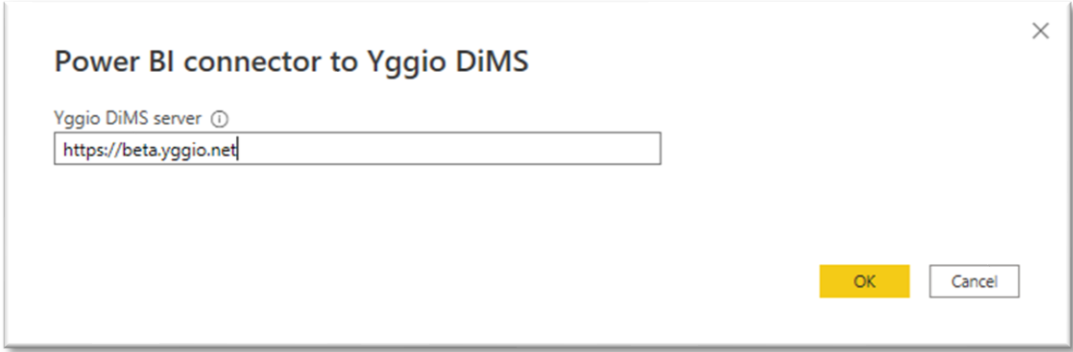 Power BI connector to Yggio DiMS
Yggio DiMS server
https://beta.yggio.net
OK
Cancel